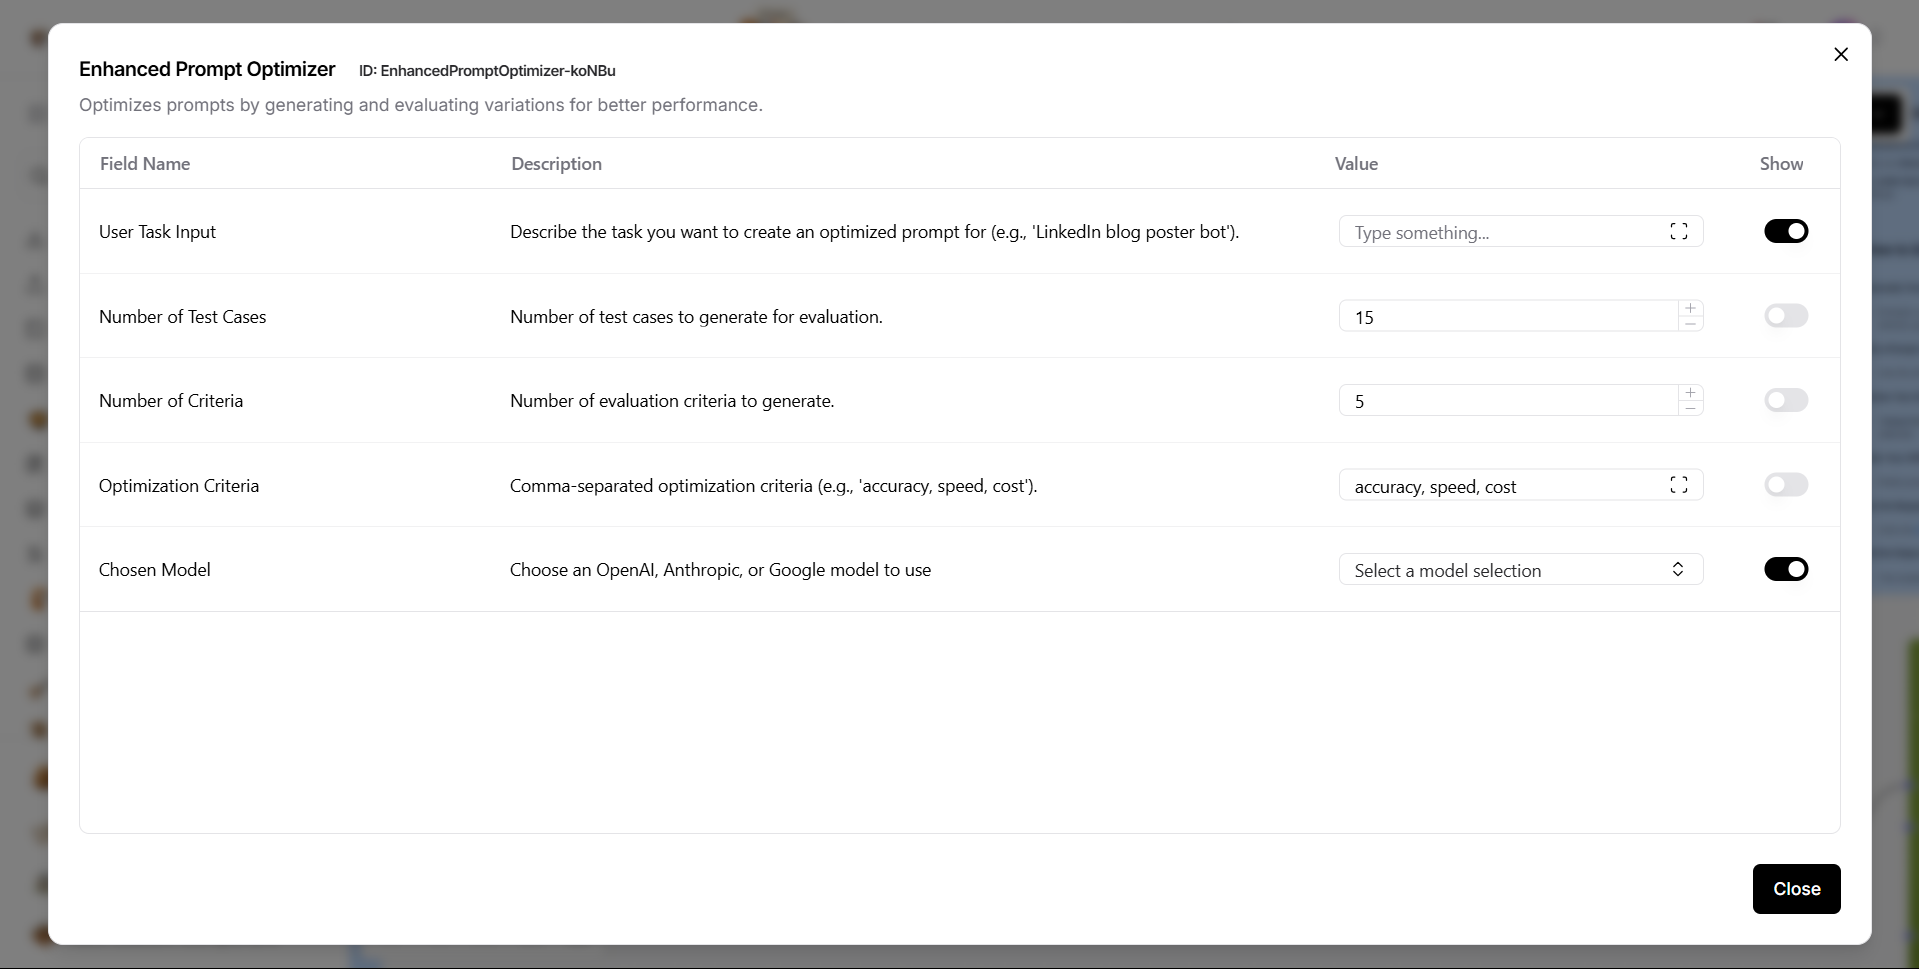 Enhanced Prompt Optimizer ID: EnhancedPromptOptimizer-koNBu
Optimizes prompts by generating and evaluating variations for better performance.
Field Name Description Value Show
User Task Input Describe the task you want to create an optimized prompt for (e.g., 'LinkedIn blog poster bot'). Type something...
Number of Test Cases Number of test cases to generate for evaluation. 15
Number of Criteria Number of evaluation criteria to generate. 5
Optimization Criteria Comma-separated optimization criteria (e.g., 'accuracy, speed, cost'). accuracy, speed, cost
Chosen Model Choose an OpenAI, Anthropic, or Google model to use Select a model selection
Close